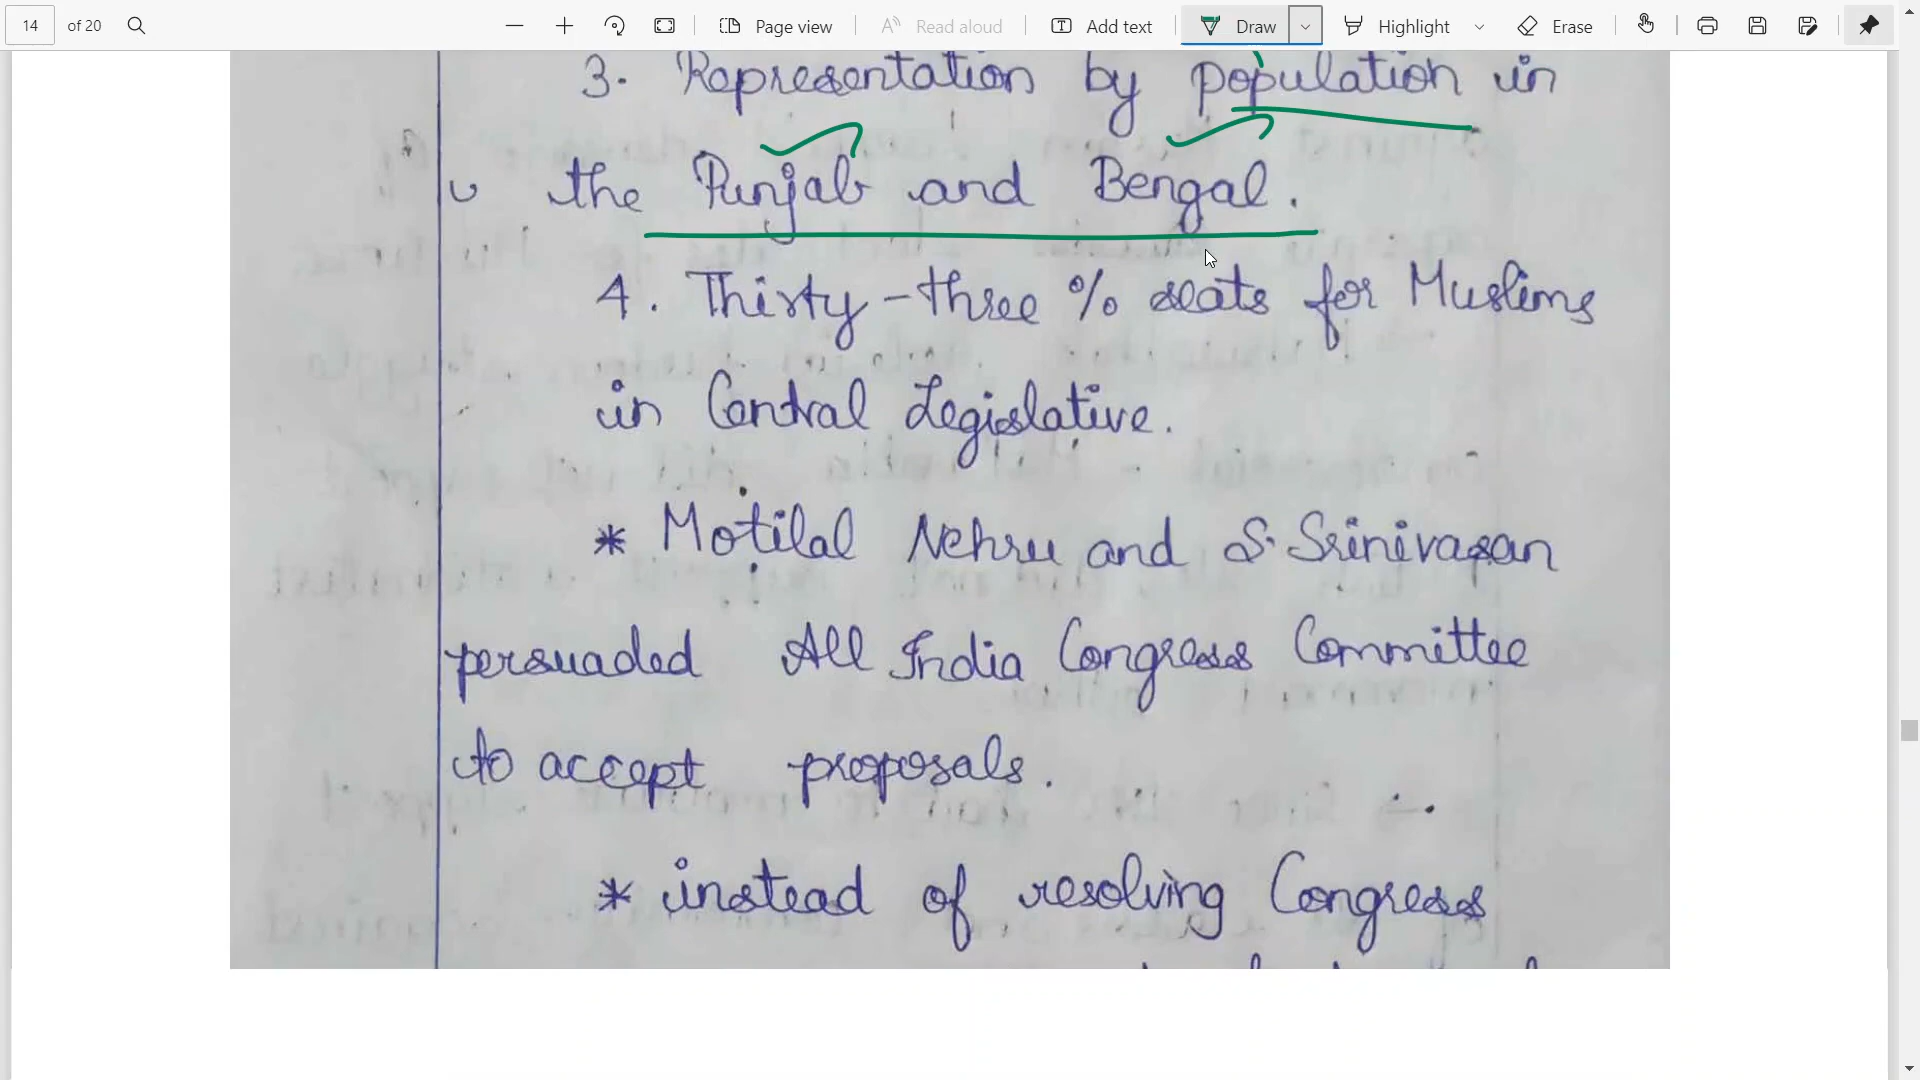 14 of 20 Page view Read aloud Add text Draw Highlight Erase
3. Representation by population in
the Punjab and Bengal.
4. Thirty-three % seats for Muslims
in Central Legislative.
* Motilal Nehru and S. Srinivasan
persuaded All India Congress Committee
to accept proposals.
* instead of resolving Congress